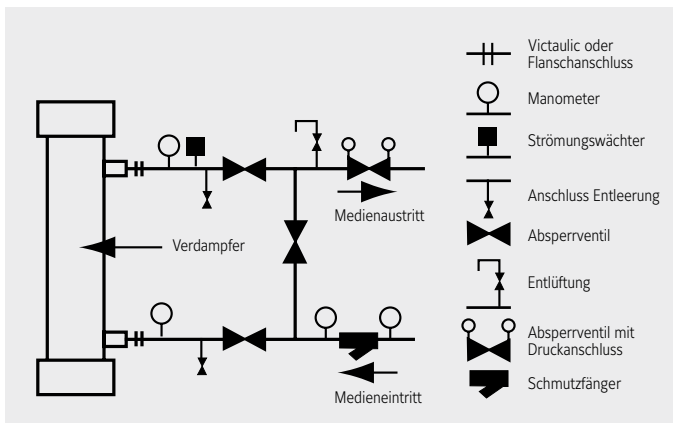 Victaulic oder
Flanschanschluss
Manometer
Strömungswächter
Anschluss Entleerung
Absperrventil
Entlüftung
Absperrventil mit
Druckanschluss
Schmutzfänger
Medienaustritt
Verdampfer
Medieneintritt